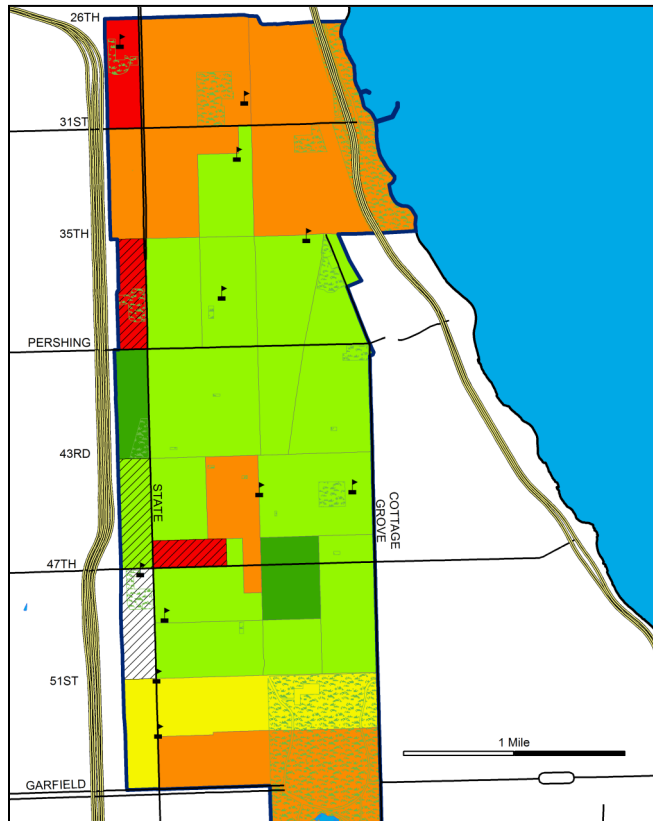 26TH
31ST
35TH
PERSHING
43RD
STATE
COTTAGE
GROVE
47TH
51ST
1 Mile
GARFIELD